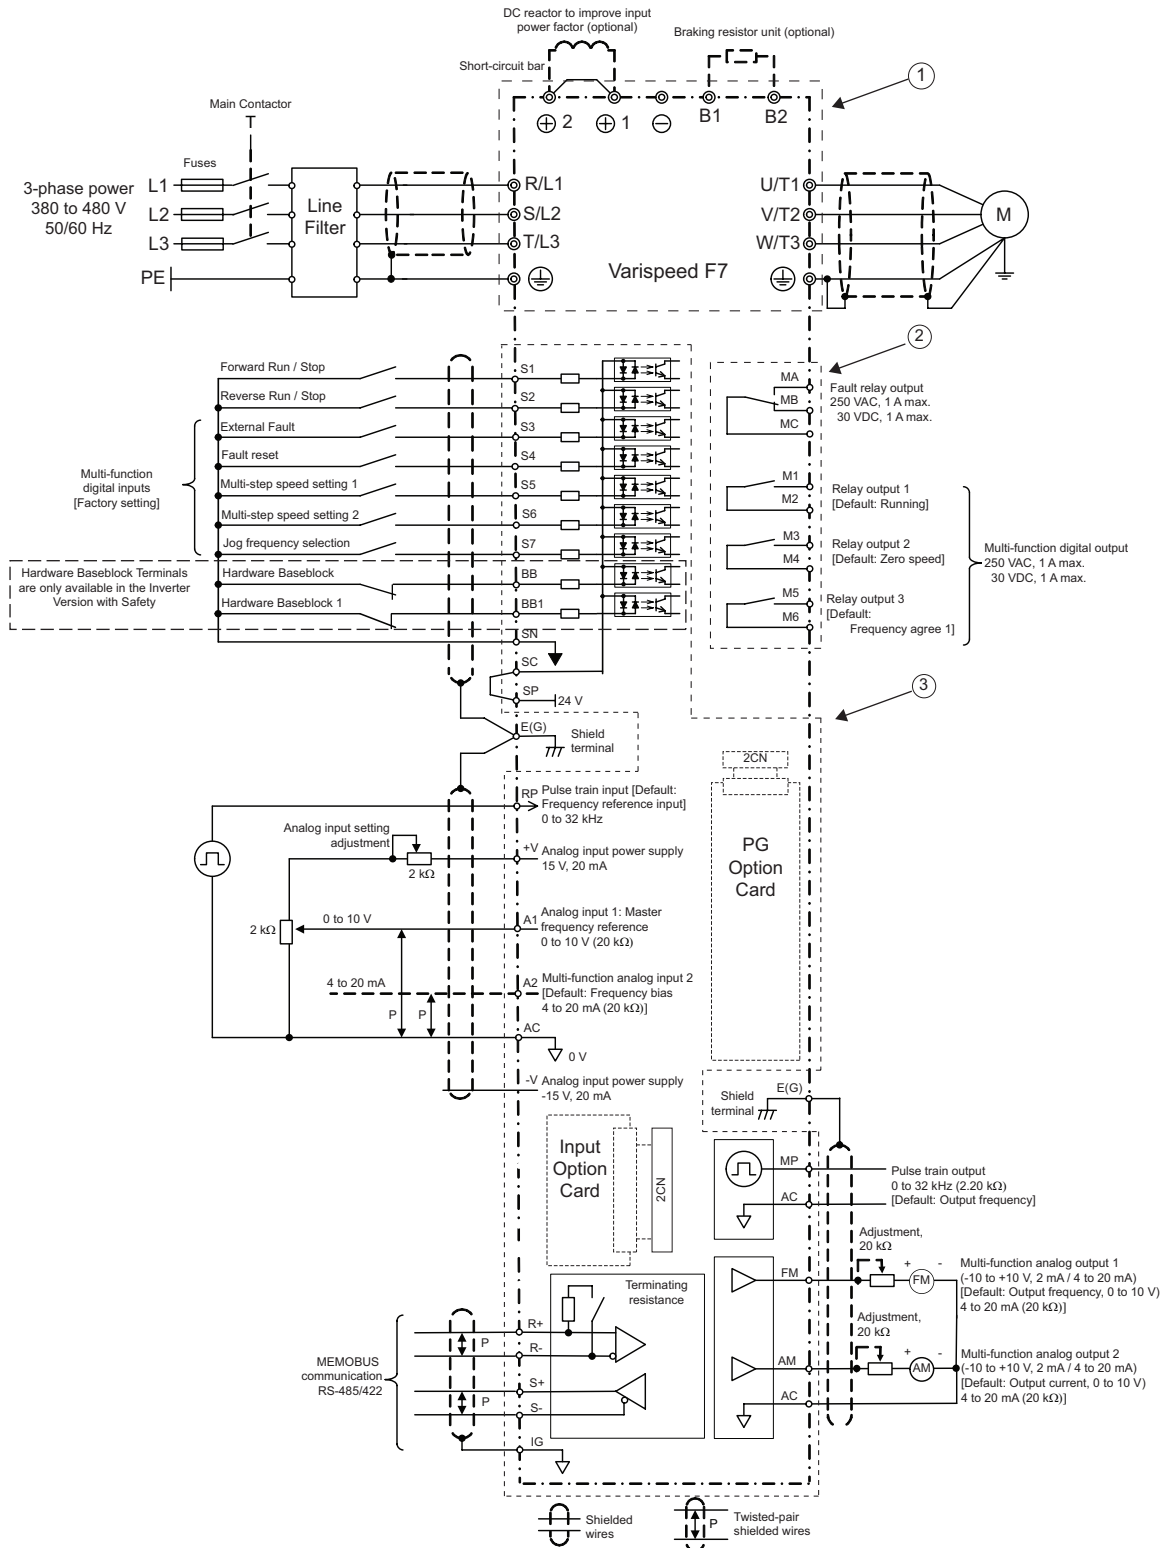 DC reactor to improve input
power factor (optional)
Braking resistor unit (optional)
Short-circuit bar
1
Main Contactor
⊕ 2
⊕ 1
⊖
B1
B2
Fuses
3-phase power
380 to 480 V
50/60 Hz
L1
L2
L3
PE
Line
Filter
R/L1
S/L2
T/L3
U/T1
V/T2
W/T3
M
Varispeed F7
2
Forward Run / Stop
S1
Reverse Run / Stop
S2
External Fault
S3
Fault reset
S4
Multi-step speed setting 1
S5
Multi-step speed setting 2
S6
Jog frequency selection
S7
Multi-function
digital inputs
[Factory setting]
Hardware Baseblock Terminals
are only available in the Inverter
Version with Safety
Hardware Baseblock
BB
Hardware Baseblock 1
BB1
SN
SC
SP
24 V
E(G)
Shield
terminal
MA
MB
MC
Fault relay output
250 VAC, 1 A max.
30 VDC, 1 A max.
M1
M2
Relay output 1
[Default: Running]
M3
M4
Relay output 2
[Default: Zero speed]
M5
M6
Relay output 3
[Default:
Frequency agree 1]
Multi-function digital output
250 VAC, 1 A max.
30 VDC, 1 A max.
3
2CN
PG
Option
Card
RP
Pulse train input [Default:
Frequency reference input]
0 to 32 kHz
Analog input setting
adjustment
2 kΩ
+V
Analog input power supply
15 V, 20 mA
2 kΩ
0 to 10 V
A1
Analog input 1: Master
frequency reference
0 to 10 V (20 kΩ)
4 to 20 mA
A2
Multi-function analog input 2
[Default: Frequency bias
4 to 20 mA (20 kΩ)]
P
P
AC
0 V
-V
Analog input power supply
-15 V, 20 mA
E(G)
Shield
terminal
Input
Option
Card
2CN
MP
AC
Pulse train output
0 to 32 kHz (2.20 kΩ)
[Default: Output frequency]
Adjustment,
20 kΩ
FM
+
-
FM
Multi-function analog output 1
(-10 to +10 V, 2 mA / 4 to 20 mA)
[Default: Output frequency, 0 to 10 V)
4 to 20 mA (20 kΩ)]
Adjustment,
20 kΩ
AM
+
-
AM
AC
Multi-function analog output 2
(-10 to +10 V, 2 mA / 4 to 20 mA)
[Default: Output current, 0 to 10 V)
4 to 20 mA (20 kΩ)]
Terminating
resistance
MEMOBUS
communication
RS-485/422
P
P
R+
R-
S+
S-
IG
Shielded
wires
P
Twisted-pair
shielded wires